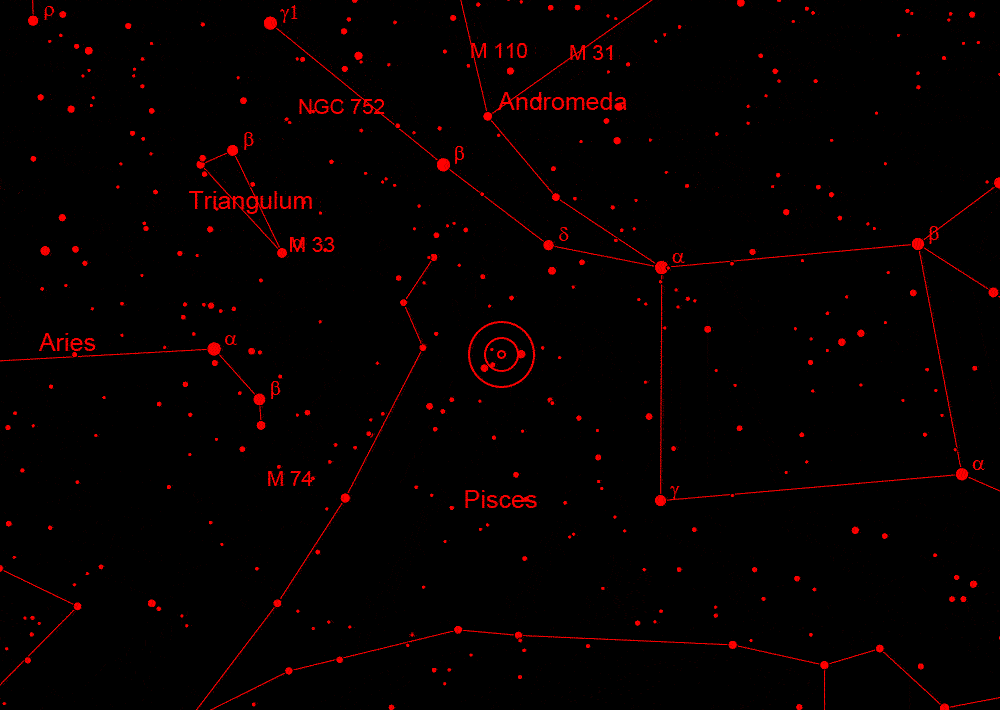 ρ
γ1
M 110
M 31
Andromeda
NGC 752
β
β
Triangulum
δ
β
M 33
α
Aries
α
β
M 74
α
γ
Pisces